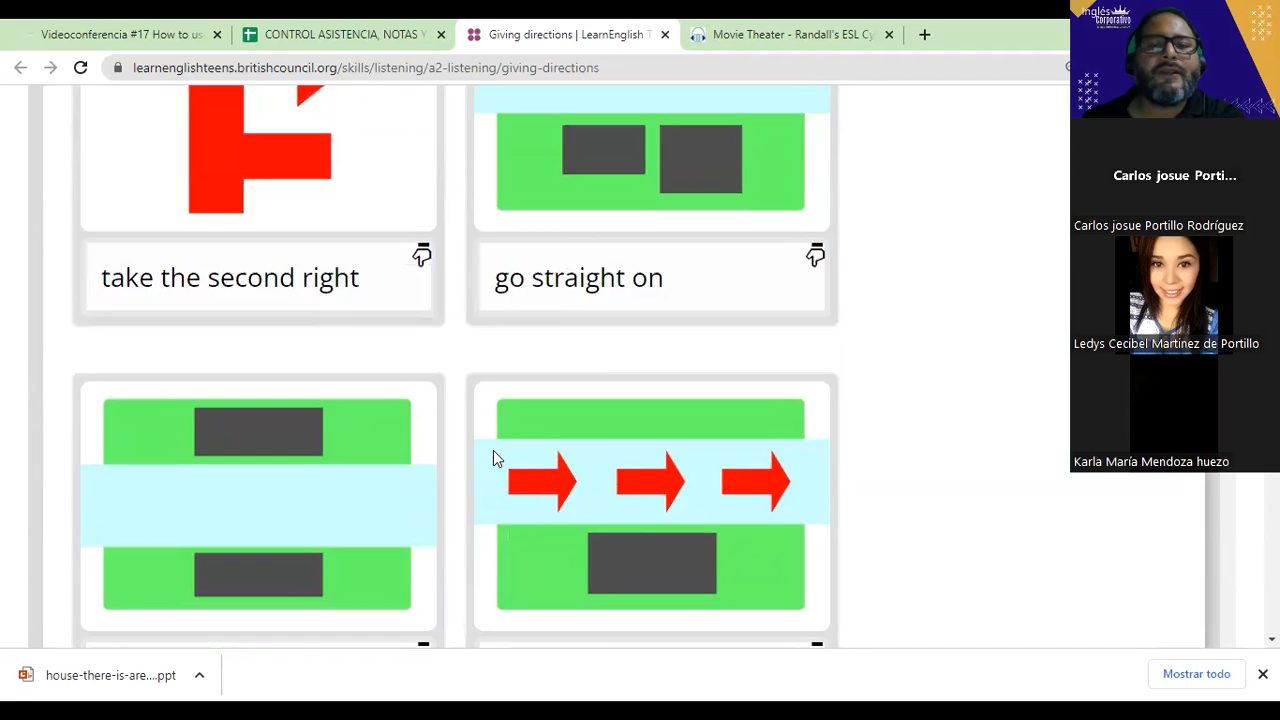 Videoconferencia #17 How to us
CONTROL ASISTENCIA, NOTAS Y
Giving directions | LearnEnglish T
Movie Theater - Randall's ESL Cy
Inglés
Corporativo
learnenglishteens.britishcouncil.org/skills/listening/a2-listening/giving-directions
Carlos josue Porti...
Carlos josue Portillo Rodríguez
take the second right
go straight on
Ledys Cecibel Martinez de Portillo
Karla María Mendoza huezo
house-there-is-are....ppt
Mostrar todo